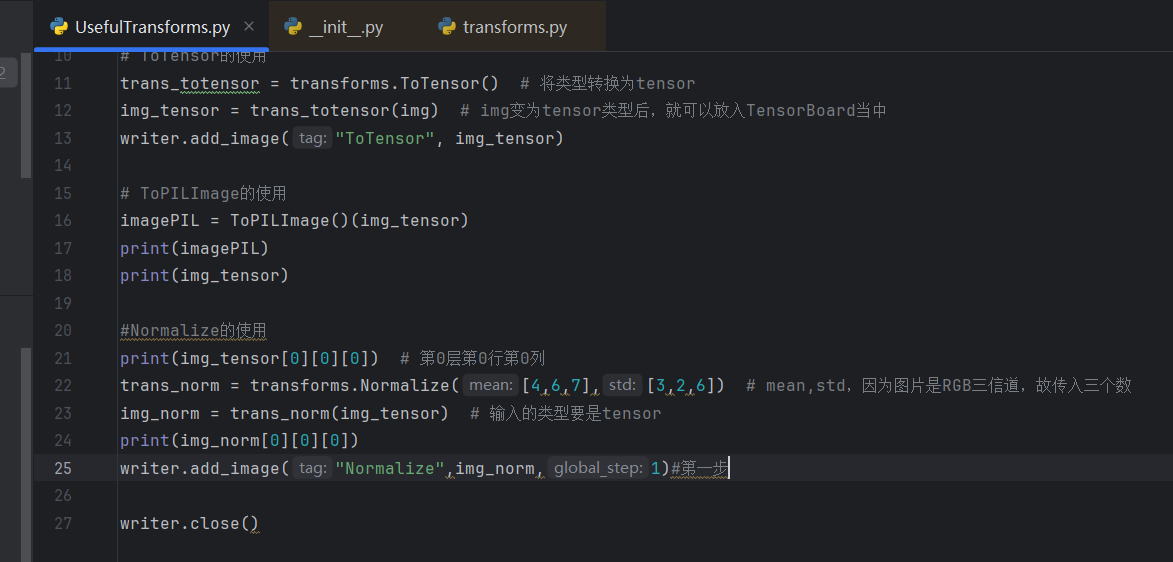 UsefulTransforms.py × __init__.py transforms.py
10 # ToTensor的使用
11 trans_totensor = transforms.ToTensor() # 将类型转换为tensor
12 img_tensor = trans_totensor(img) # img变为tensor类型后，就可以放入TensorBoard当中
13 writer.add_image( tag: "ToTensor", img_tensor)
14
15 # ToPILImage的使用
16 imagePIL = ToPILImage()(img_tensor)
17 print(imagePIL)
18 print(img_tensor)
19
20 #Normalize的使用
21 print(img_tensor[0][0][0]) # 第0层第0行第0列
22 trans_norm = transforms.Normalize( mean: [4,6,7], std: [3,2,6]) # mean,std，因为图片是RGB三信道，故传入三个数
23 img_norm = trans_norm(img_tensor) # 输入的类型要是tensor
24 print(img_norm[0][0][0])
25 writer.add_image( tag: "Normalize",img_norm, global_step: 1)#第一步
26
27 writer.close()